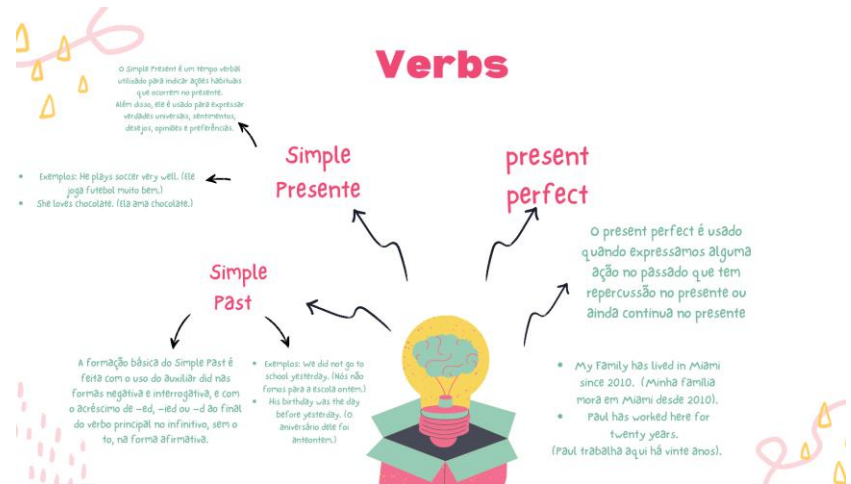 Verbs
O Simple Present é um tempo verbal
utilizado para indicar ações habituais
que ocorrem no presente.
Além disso, ele é usado para expressar
verdades universais, sentimentos,
desejos, opiniões e preferências.
Simple
Presente
Exemplos: He plays soccer very well. (Ele
joga futebol muito bem.)
She loves chocolate. (Ela ama chocolate.)
present
perfect
O present perfect é usado
quando expressamos alguma
ação no passado que tem
repercussão no presente ou
ainda continua no presente
My Family has lived in Miami
since 2010. (Minha família
mora em Miami desde 2010).
Paul has worked here for
twenty years.
(Paul trabalha aqui há vinte anos).
Simple
Past
A formação básica do Simple Past é
feita com o uso do auxiliar did nas
formas negativa e interrogativa, e com
o acréscimo de –ed, –ied ou –d ao final
do verbo principal no infinitivo, sem o
to, na forma afirmativa.
Exemplos: We did not go to
school yesterday. (Nós não
fomos para a escola ontem.)
His birthday was the day
before yesterday. (O
aniversário dele foi
anteontem.)